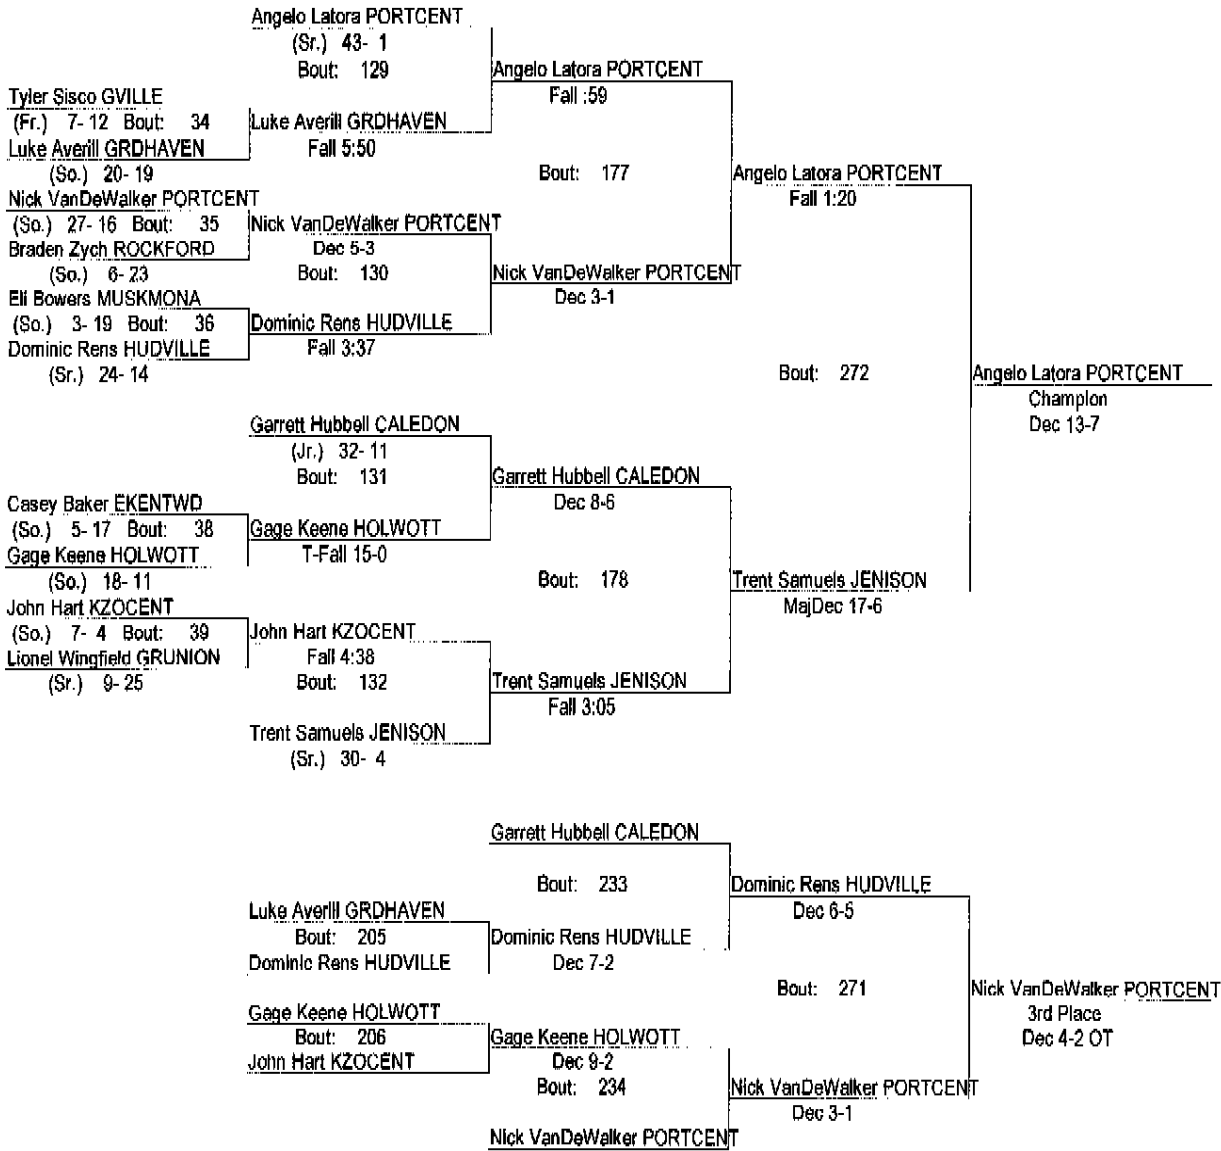 Angelo Latora PORTCENT
(Sr.) 43- 1
Bout: 129
Angelo Latora PORTCENT
Fall :59
Tyler Sisco GVILLE
(Fr.) 7- 12 Bout: 34
Luke Averill GRDHAVEN
Luke Averill GRDHAVEN
Fall 5:50
(So.) 20- 19
Bout: 177
Angelo Latora PORTCENT
Fall 1:20
Nick VanDeWalker PORTCENT
(So.) 27- 16 Bout: 35
Nick VanDeWalker PORTCENT
Braden Zych ROCKFORD
Dec 5-3
(So.) 6- 23
Bout: 130
Nick VanDeWalker PORTCENT
Dec 3-1
Eli Bowers MUSKMONA
(So.) 3- 19 Bout: 36
Dominic Rens HUDVILLE
Dominic Rens HUDVILLE
Fall 3:37
(Sr.) 24- 14
Bout: 272
Angelo Latora PORTCENT
Champion
Dec 13-7
Garrett Hubbell CALEDON
(Jr.) 32- 11
Bout: 131
Garrett Hubbell CALEDON
Dec 8-6
Casey Baker EKENTWD
(So.) 5- 17 Bout: 38
Gage Keene HOLWOTT
Gage Keene HOLWOTT
T-Fall 15-0
(So.) 18- 11
Bout: 178
Trent Samuels JENISON
MajDec 17-6
John Hart KZOCENT
(So.) 7- 4 Bout: 39
John Hart KZOCENT
Lionel Wingfield GRUNION
Fall 4:38
(Sr.) 9- 25
Bout: 132
Trent Samuels JENISON
Fall 3:05
Trent Samuels JENISON
(Sr.) 30- 4
Garrett Hubbell CALEDON
Bout: 233
Dominic Rens HUDVILLE
Dec 6-5
Luke Averill GRDHAVEN
Bout: 205
Dominic Rens HUDVILLE
Dominic Rens HUDVILLE
Dec 7-2
Bout: 271
Nick VanDeWalker PORTCENT
3rd Place
Dec 4-2 OT
Gage Keene HOLWOTT
Bout: 206
Gage Keene HOLWOTT
John Hart KZOCENT
Dec 9-2
Bout: 234
Nick VanDeWalker PORTCENT
Dec 3-1
Nick VanDeWalker PORTCENT